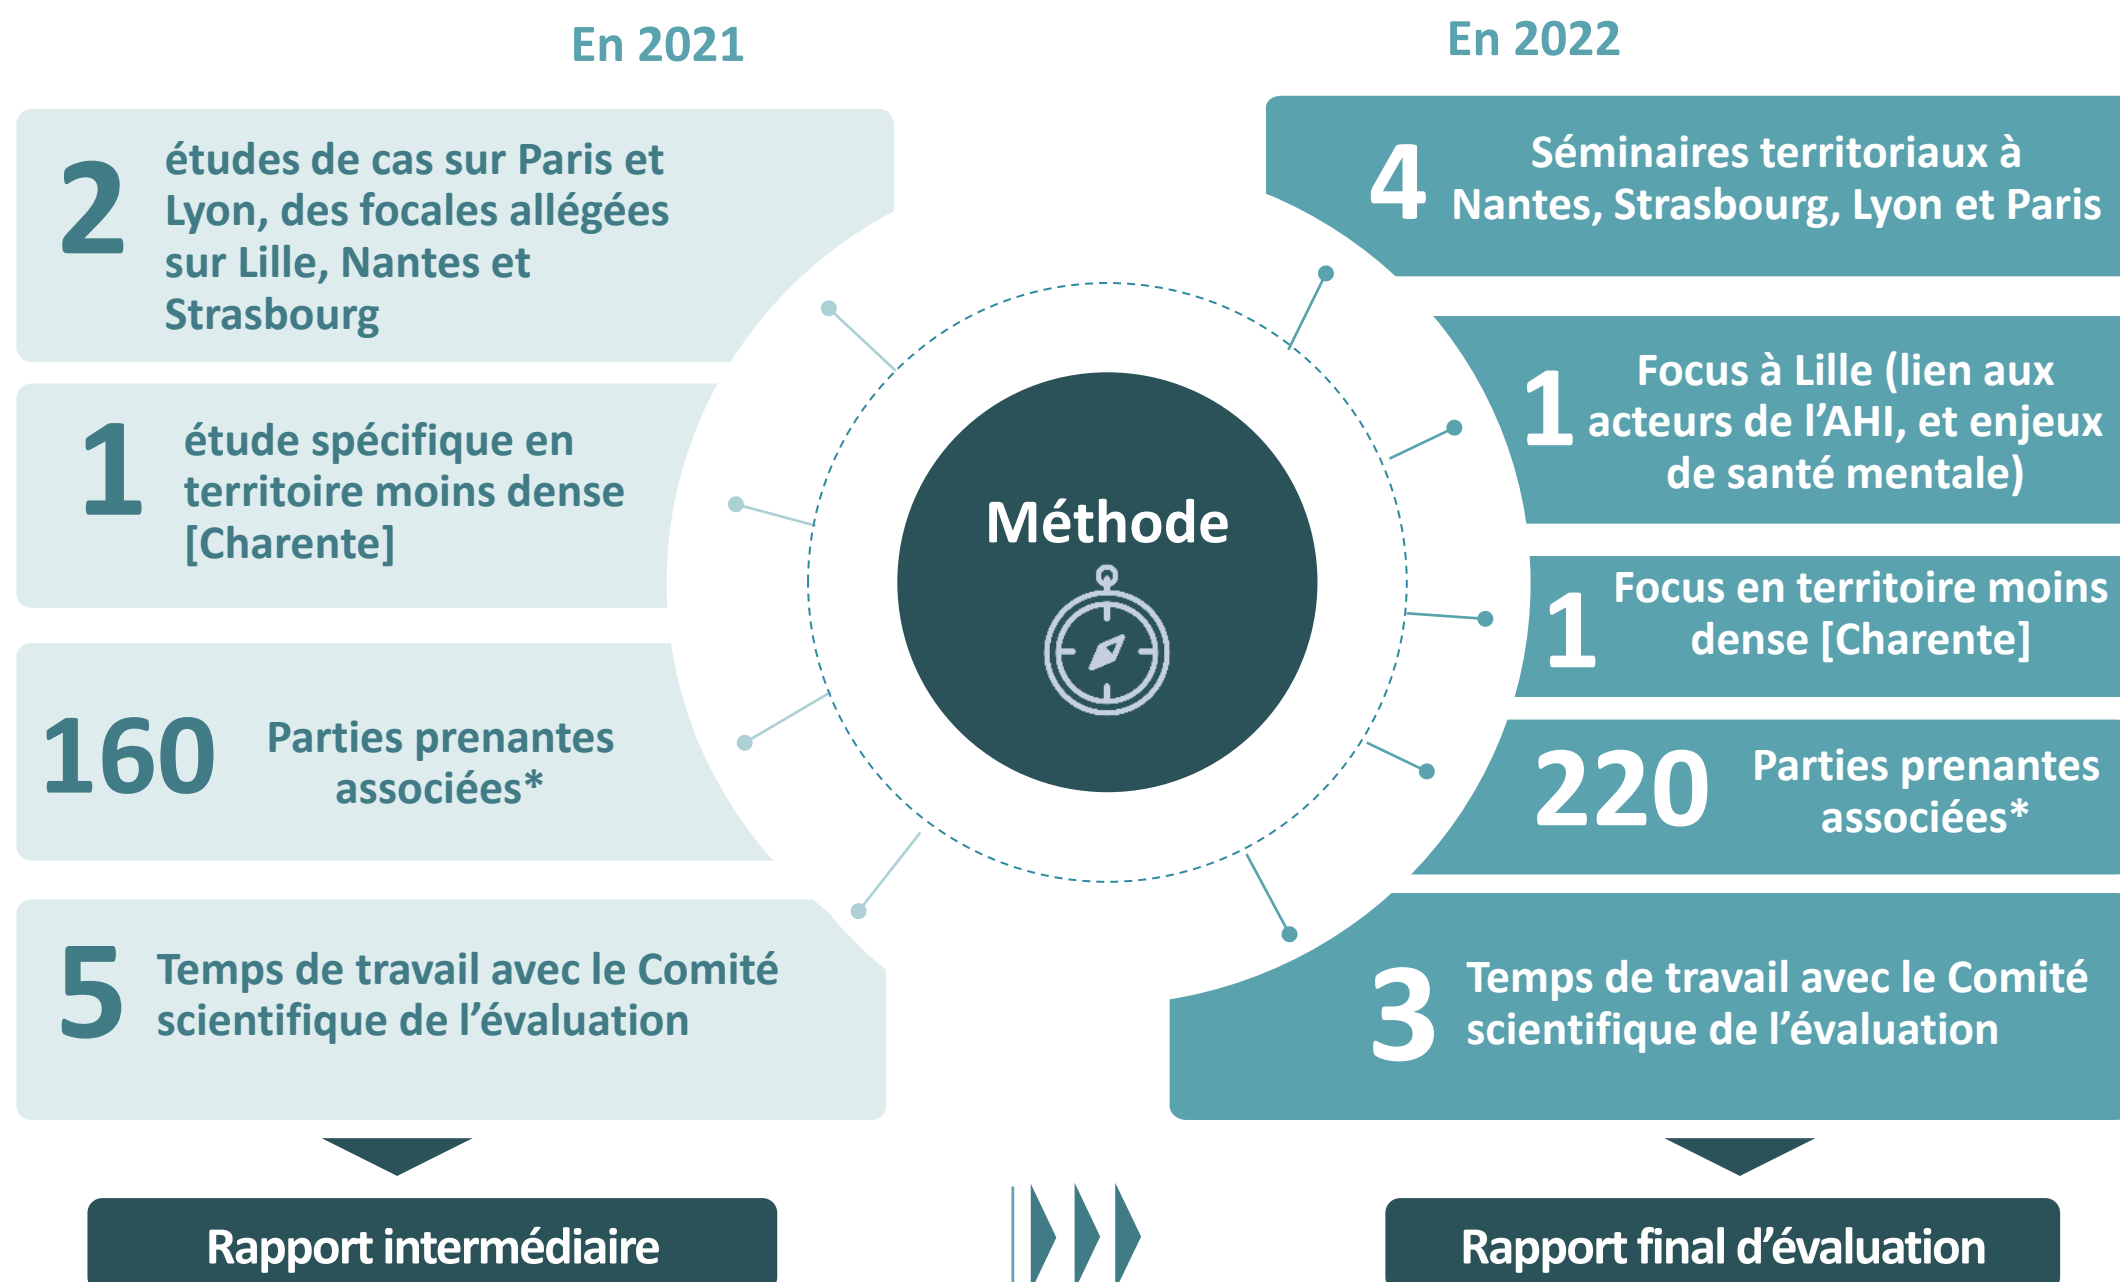 En 2021
2
études de cas sur Paris et
Lyon, des focales allégées
sur Lille, Nantes et
Strasbourg
1
étude spécifique en
territoire moins dense
[Charente]
160
Parties prenantes
associées*
5
Temps de travail avec le Comité
scientifique de l’évaluation
Rapport intermédiaire
Méthode
En 2022
4
Séminaires territoriaux à
Nantes, Strasbourg, Lyon et Paris
1
Focus à Lille (lien aux
acteurs de l’AHI, et enjeux
de santé mentale)
1
Focus en territoire moins
dense [Charente]
220
Parties prenantes
associées*
3
Temps de travail avec le Comité
scientifique de l’évaluation
Rapport final d’évaluation